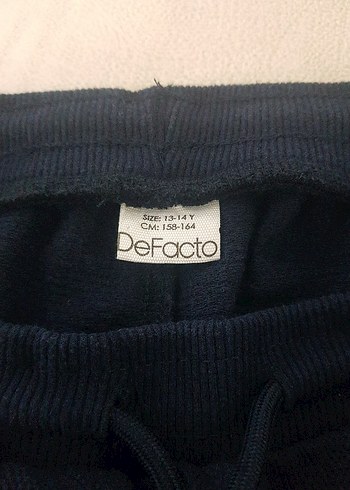 SIZE: 13-14 Y
CM: 158-164
DeFacto